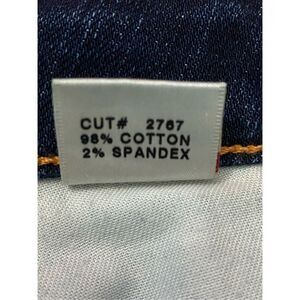 CUT# 2767
98% COTTON
2% SPANDEX